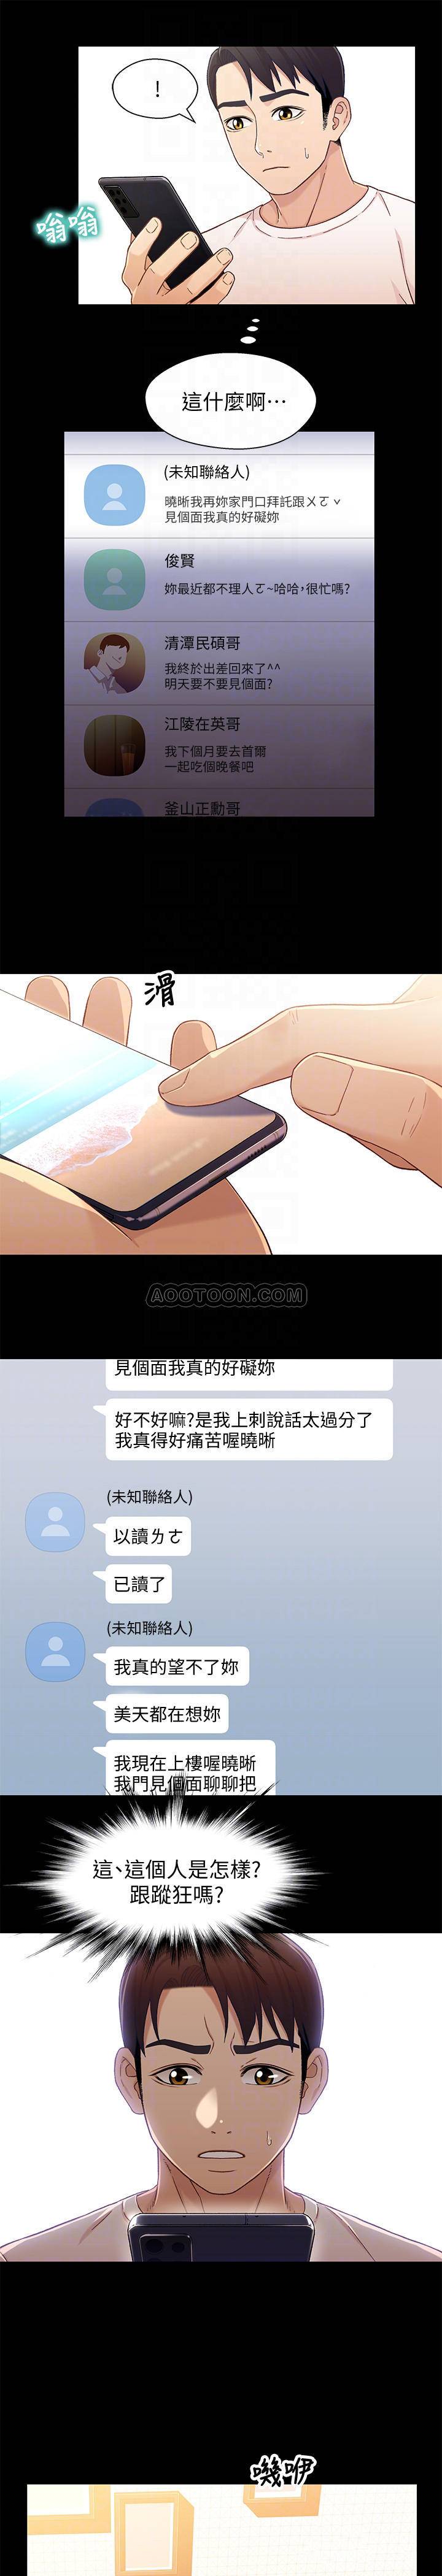 !
嗡嗡
這什麼啊⋯
(未知聯絡人)
曉晰我再妳家門口拜託跟ㄨㄛˇ
見個面我真的好礙妳
俊賢
妳最近都不理人ㄛ~哈哈,很忙嗎?
清潭民碩哥
我終於出差回來了^^
明天要不要見個面?
江陵在英哥
我下個月要去首爾
一起吃個晚餐吧
釜山正勳哥
滑
AOOTOON.COM
見個面我真的好礙妳
好不好嘛?是我上刺說話太過分了
我真得好痛苦喔曉晰
(未知聯絡人)
以讀ㄌㄜ
已讀了
(未知聯絡人)
我真的望不了妳
美天都在想妳
我現在上樓喔曉晰
我門見個面聊聊把
這、這個人是怎樣?
跟蹤狂嗎?
嘰咿